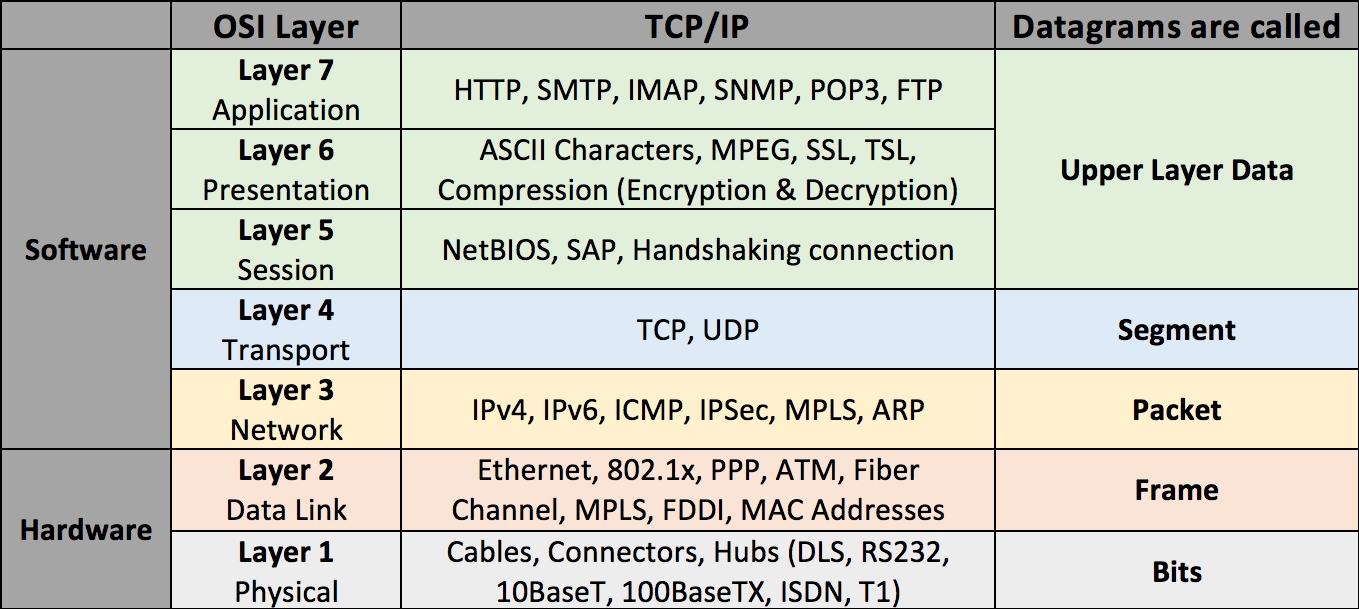 OSI Layer
TCP/IP
Datagrams are called
Software
Layer 7
Application
HTTP, SMTP, IMAP, SNMP, POP3, FTP
Upper Layer Data
Layer 6
Presentation
ASCII Characters, MPEG, SSL, TSL,
Compression (Encryption & Decryption)
Layer 5
Session
NetBIOS, SAP, Handshaking connection
Layer 4
Transport
TCP, UDP
Segment
Layer 3
Network
IPv4, IPv6, ICMP, IPSec, MPLS, ARP
Packet
Hardware
Layer 2
Data Link
Ethernet, 802.1x, PPP, ATM, Fiber
Channel, MPLS, FDDI, MAC Addresses
Frame
Layer 1
Physical
Cables, Connectors, Hubs (DLS, RS232,
10BaseT, 100BaseTX, ISDN, T1)
Bits